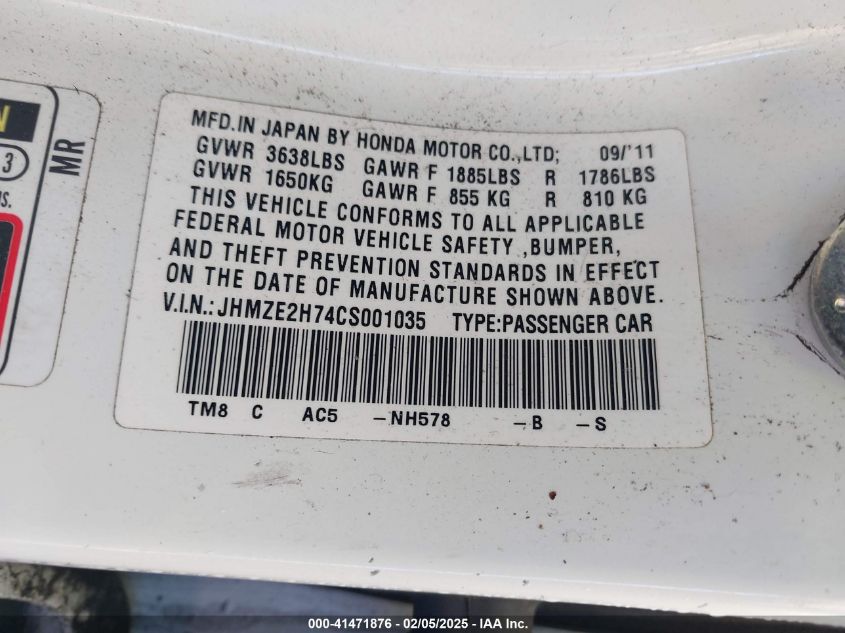 N
3
S.
MR
MFD.IN JAPAN BY HONDA MOTOR CO.,LTD; 09/'11
GVWR 3638LBS GAWR F 1885LBS R 1786LBS
GVWR 1650KG GAWR F 855 KG R 810 KG
THIS VEHICLE CONFORMS TO ALL APPLICABLE
FEDERAL MOTOR VEHICLE SAFETY ,BUMPER,
AND THEFT PREVENTION STANDARDS IN EFFECT
ON THE DATE OF MANUFACTURE SHOWN ABOVE.
V.I.N.:JHMZE2H74CS001035 TYPE:PASSENGER CAR
TM8 C AC5 -NH578 -B -S
000-41471876 - 02/05/2025 - IAA Inc.